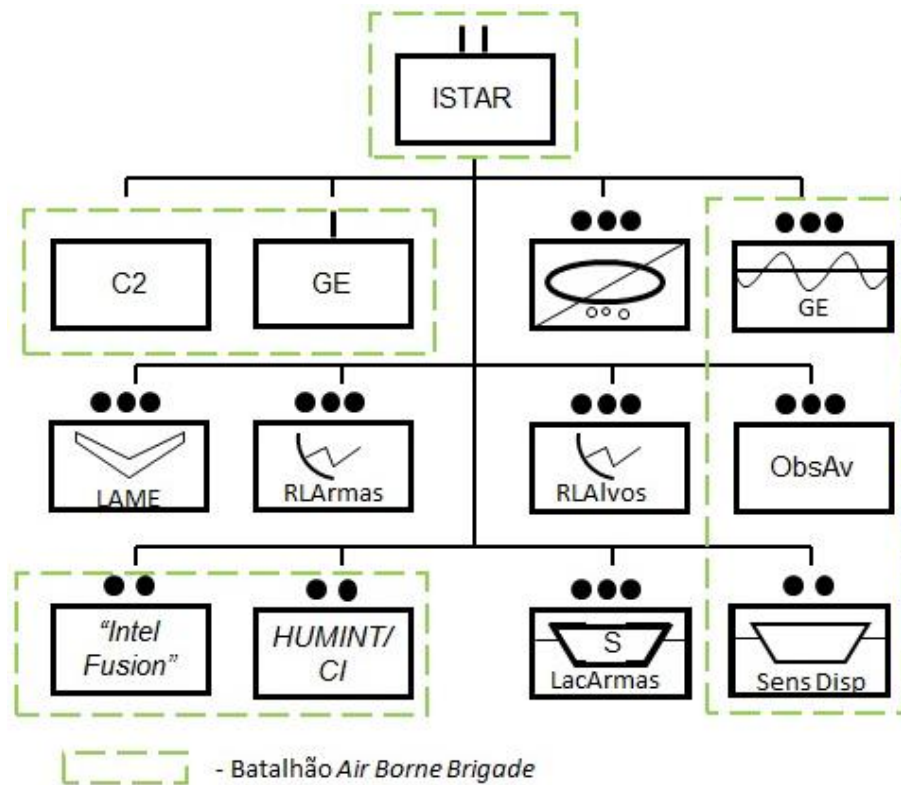 ISTAR
C2
GE
GE
LAME
RLArmas
RLAlvos
ObsAv
“Intel
Fusion”
HUMINT/
CI
S
LacArmas
Sens Disp
- Batalhão Air Borne Brigade